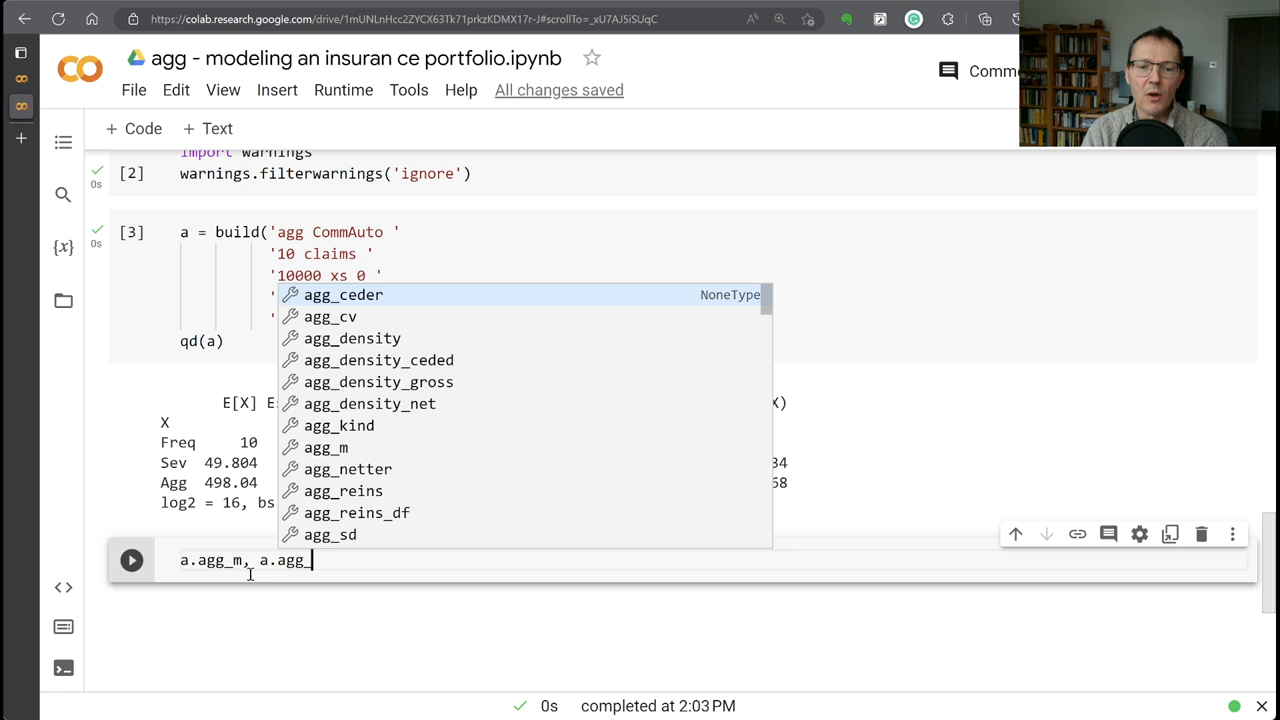 https://colab.research.google.com/drive/1mUNLnHcc2ZYCX63Tk71prkzKDMX17r-J#scrollTo=_xU7AJ5iSUqC
agg - modeling an insuran ce portfolio.ipynb
File Edit View Insert Runtime Tools Help All changes saved
Comme
+ Code + Text
import warnings
[2] warnings.filterwarnings('ignore')
0s
[3] a = build('agg CommAuto '
0s
'10 claims '
'10000 xs 0 '
'
'
qd(a)
agg_ceder NoneType
agg_cv
agg_density
agg_density_ceded
agg_density_gross
agg_density_net
agg_kind
agg_m
agg_netter
agg_reins
agg_reins_df
agg_sd
E[X] Es X)
X
Freq 10
Sev 49.804 34
Agg 498.04 68
log2 = 16, bs
a.agg_m, a.agg_
0s completed at 2:03 PM